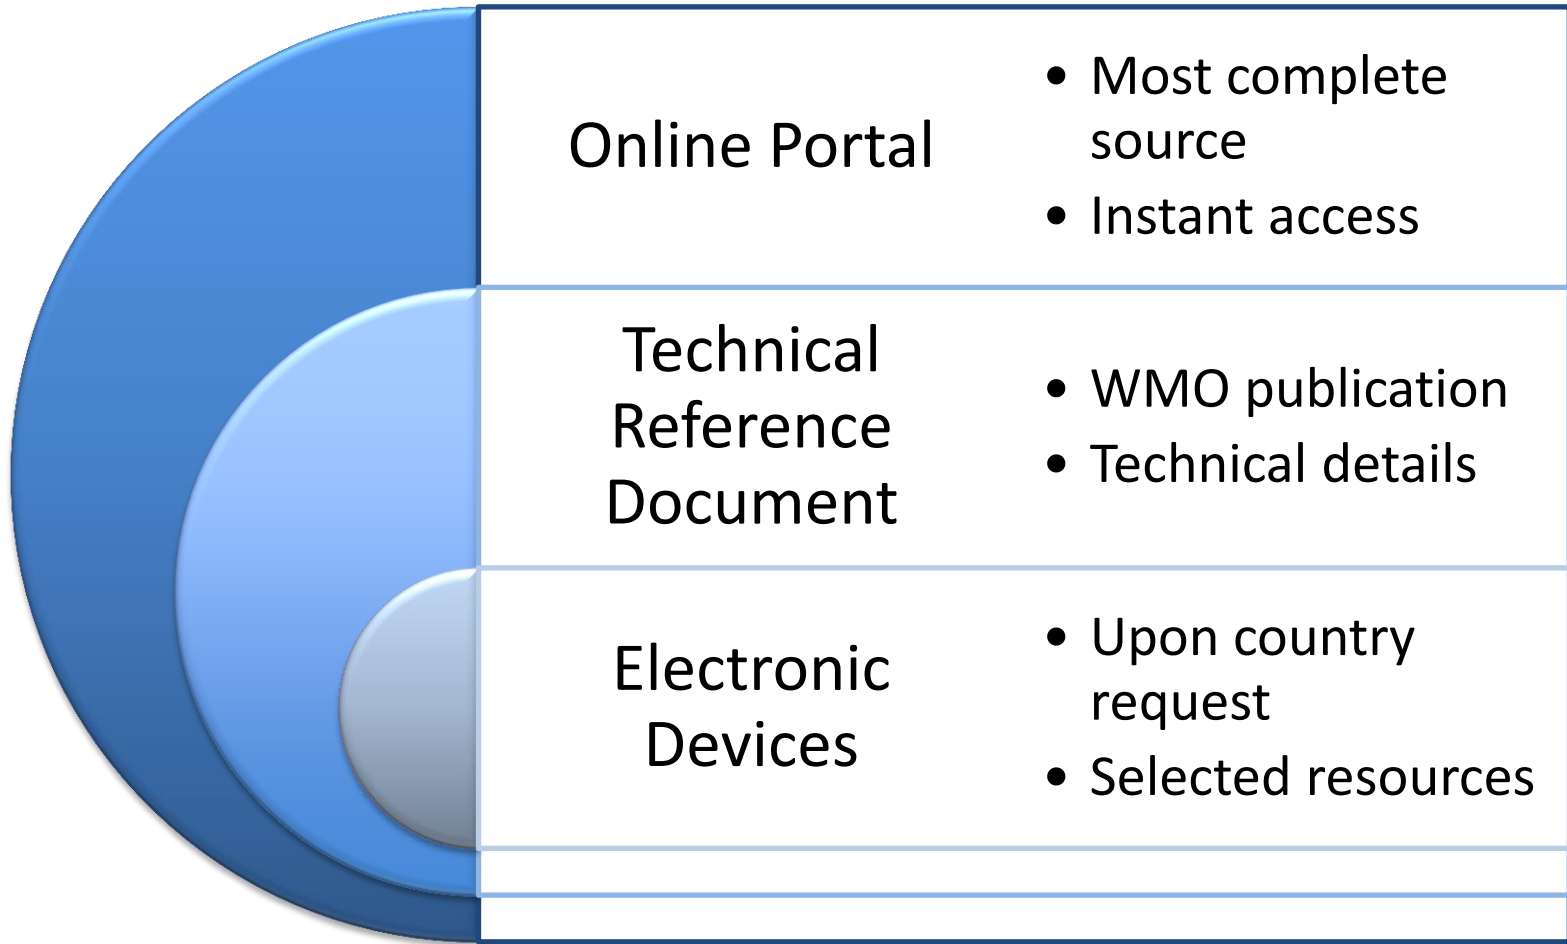 Online Portal
• Most complete
source
• Instant access
Technical
Reference
Document
• WMO publication
• Technical details
Electronic
Devices
• Upon country
request
• Selected resources